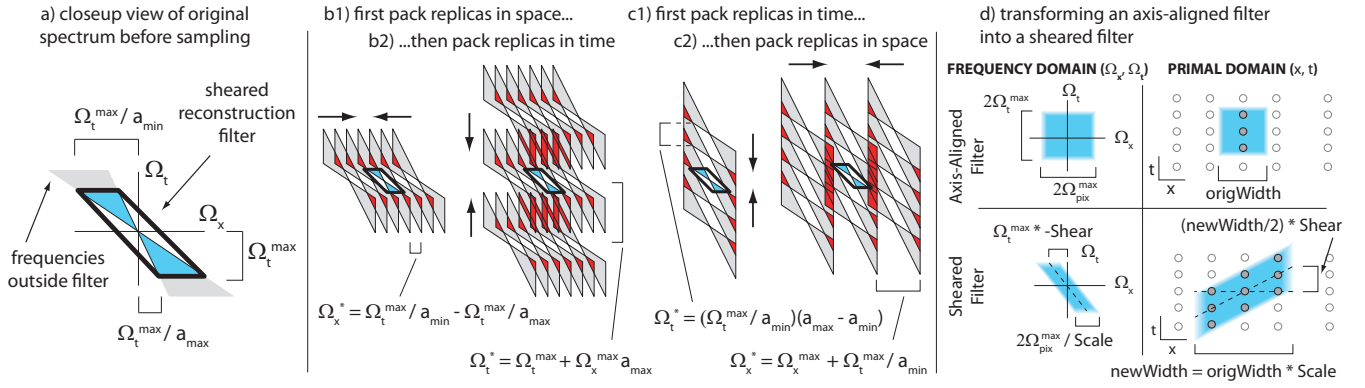 a) closeup view of original
spectrum before sampling
Ω_t^max / a_min
sheared
reconstruction
filter
Ω_t
Ω_x
Ω_t^max
frequencies
outside filter
Ω_t^max / a_max
b1) first pack replicas in space...
b2) ...then pack replicas in time
Ω_x^* = Ω_t^max / a_min - Ω_t^max / a_max
Ω_t^* = Ω_t^max + Ω_x^max a_max
c1) first pack replicas in time...
c2) ...then pack replicas in space
Ω_t^* = (Ω_t^max / a_min)(a_max - a_min)
Ω_x^* = Ω_x^max + Ω_t^max / a_min
d) transforming an axis-aligned filter
into a sheared filter
FREQUENCY DOMAIN (Ω_x, Ω_t)
PRIMAL DOMAIN (x, t)
Axis-Aligned
Filter
2Ω_t^max
Ω_t
Ω_x
2Ω_pix^max
t
x
origWidth
Sheared
Filter
Ω_t^max * -Shear
Ω_t
Ω_x
2Ω_pix^max / Scale
(newWidth/2) * Shear
t
x
newWidth = origWidth * Scale